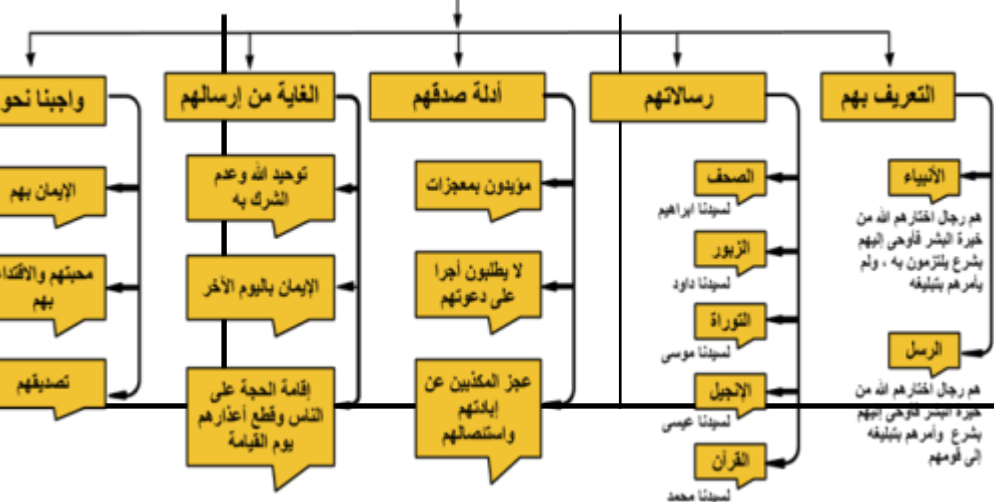 التعريف بهم
الأنبياء
هم رجال اختارهم الله من
خيرة البشر فأوحى إليهم
بشرع يلتزمون به ، ولم
يأمرهم بتبليغه
الرسل
هم رجال اختارهم الله من
خيرة البشر فأوحى إليهم
بشرع وأمرهم بتبليغه
إلى قومهم
رسالاتهم
الصحف
لسيدنا ابراهيم
الزبور
لسيدنا داود
التوراة
لسيدنا موسى
الإنجيل
لسيدنا عيسى
القرآن
لسيدنا محمد
أدلة صدقهم
مؤيدون بمعجزات
لا يطلبون أجرا
على دعوتهم
عجز المكذبين عن
إبادتهم
واستئصالهم
الغاية من إرسالهم
توحيد الله وعدم
الشرك به
الإيمان باليوم الأخر
إقامة الحجة على
الناس وقطع أعذارهم
يوم القيامة
واجبنا نحو
الإيمان بهم
محبتهم والاقتدا
بهم
تصديقهم